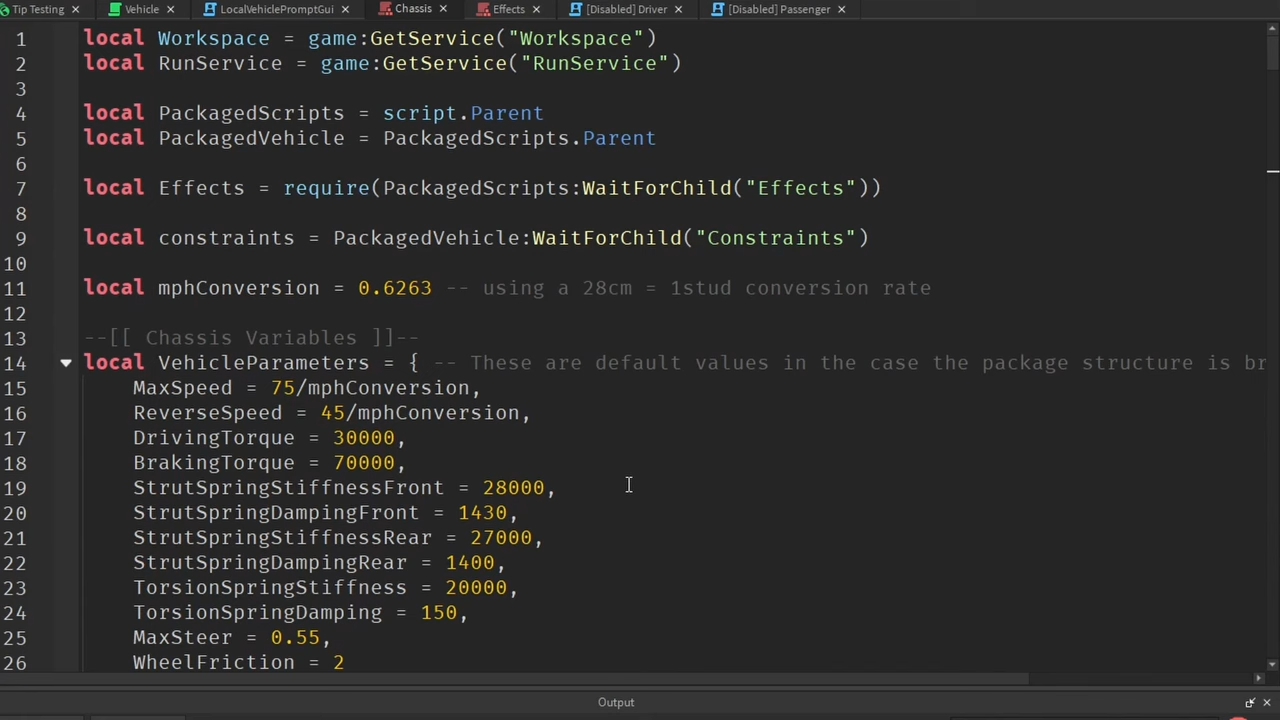 Tip Testing × Vehicle × LocalVehiclePromptGui × Chassis × Effects × [Disabled] Driver × [Disabled] Passenger ×
1 local Workspace = game:GetService("Workspace")
2 local RunService = game:GetService("RunService")
3
4 local PackagedScripts = script.Parent
5 local PackagedVehicle = PackagedScripts.Parent
6
7 local Effects = require(PackagedScripts:WaitForChild("Effects"))
8
9 local constraints = PackagedVehicle:WaitForChild("Constraints")
10
11 local mphConversion = 0.6263 -- using a 28cm = 1stud conversion rate
12
13 --[[ Chassis Variables ]]--
14 local VehicleParameters = { -- These are default values in the case the package structure is br
15 MaxSpeed = 75/mphConversion,
16 ReverseSpeed = 45/mphConversion,
17 DrivingTorque = 30000,
18 BrakingTorque = 70000,
19 StrutSpringStiffnessFront = 28000,
20 StrutSpringDampingFront = 1430,
21 StrutSpringStiffnessRear = 27000,
22 StrutSpringDampingRear = 1400,
23 TorsionSpringStiffness = 20000,
24 TorsionSpringDamping = 150,
25 MaxSteer = 0.55,
26 WheelFriction = 2
Output